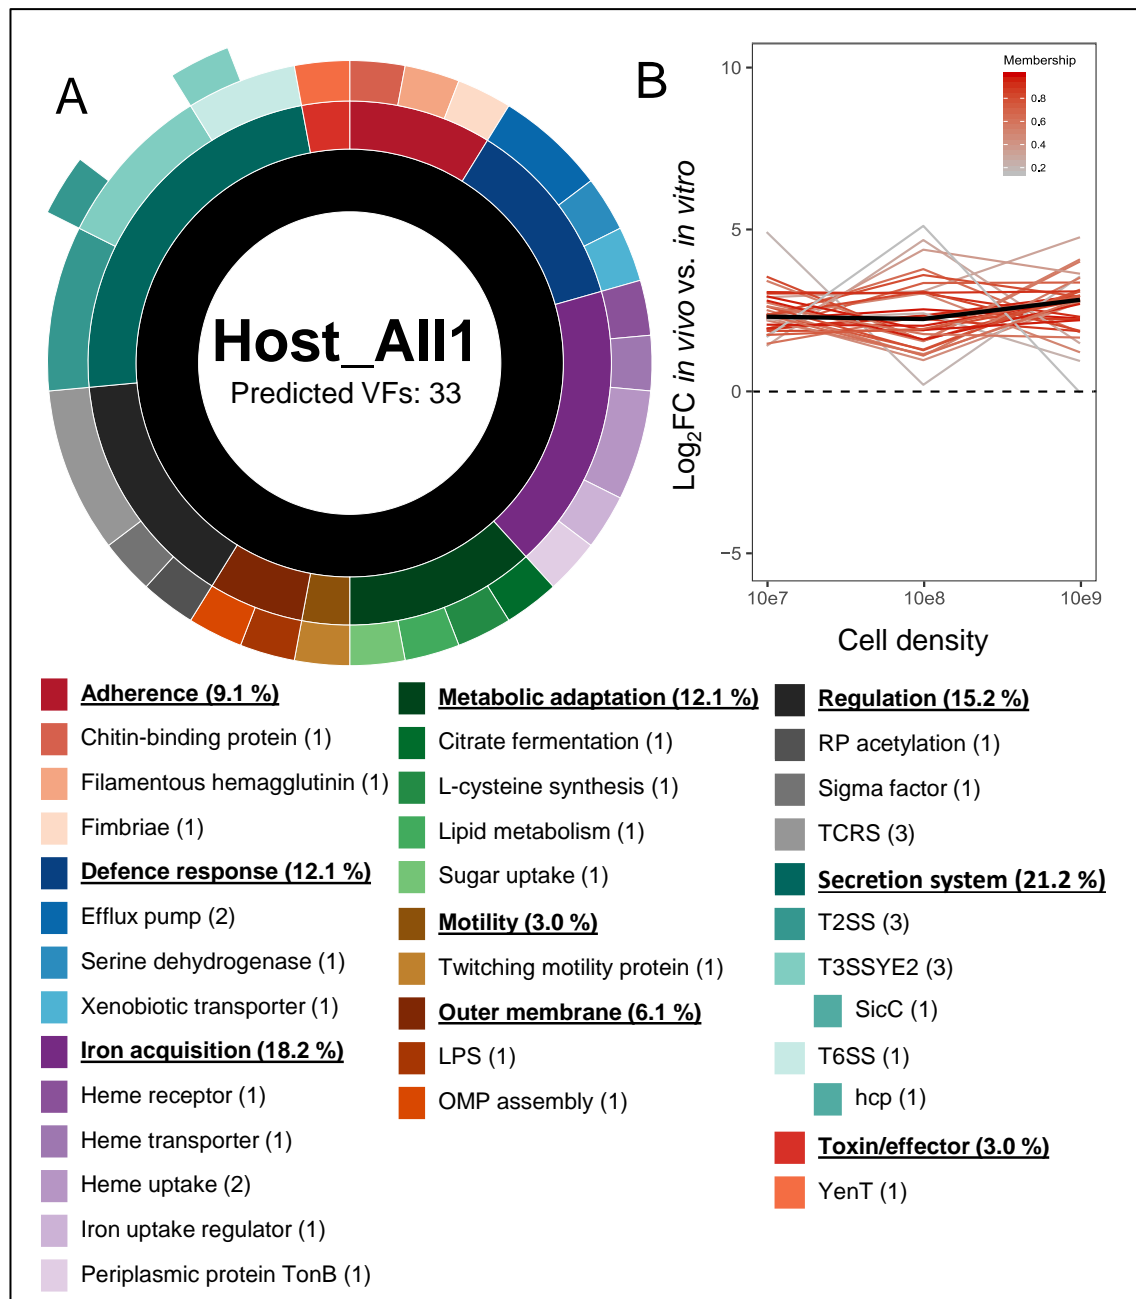 A
Host_All1
Predicted VFs: 33
B
Membership
0.8
0.6
0.4
0.2
10
5
0
−5
10e7
10e8
10e9
Log2FC in vivo vs. in vitro
Cell density
Adherence (9.1 %)
Chitin-binding protein (1)
Filamentous hemagglutinin (1)
Fimbriae (1)
Defence response (12.1 %)
Efflux pump (2)
Serine dehydrogenase (1)
Xenobiotic transporter (1)
Iron acquisition (18.2 %)
Heme receptor (1)
Heme transporter (1)
Heme uptake (2)
Iron uptake regulator (1)
Periplasmic protein TonB (1)
Metabolic adaptation (12.1 %)
Citrate fermentation (1)
L-cysteine synthesis (1)
Lipid metabolism (1)
Sugar uptake (1)
Motility (3.0 %)
Twitching motility protein (1)
Outer membrane (6.1 %)
LPS (1)
OMP assembly (1)
Regulation (15.2 %)
RP acetylation (1)
Sigma factor (1)
TCRS (3)
Secretion system (21.2 %)
T2SS (3)
T3SSYE2 (3)
SicC (1)
T6SS (1)
hcp (1)
Toxin/effector (3.0 %)
YenT (1)